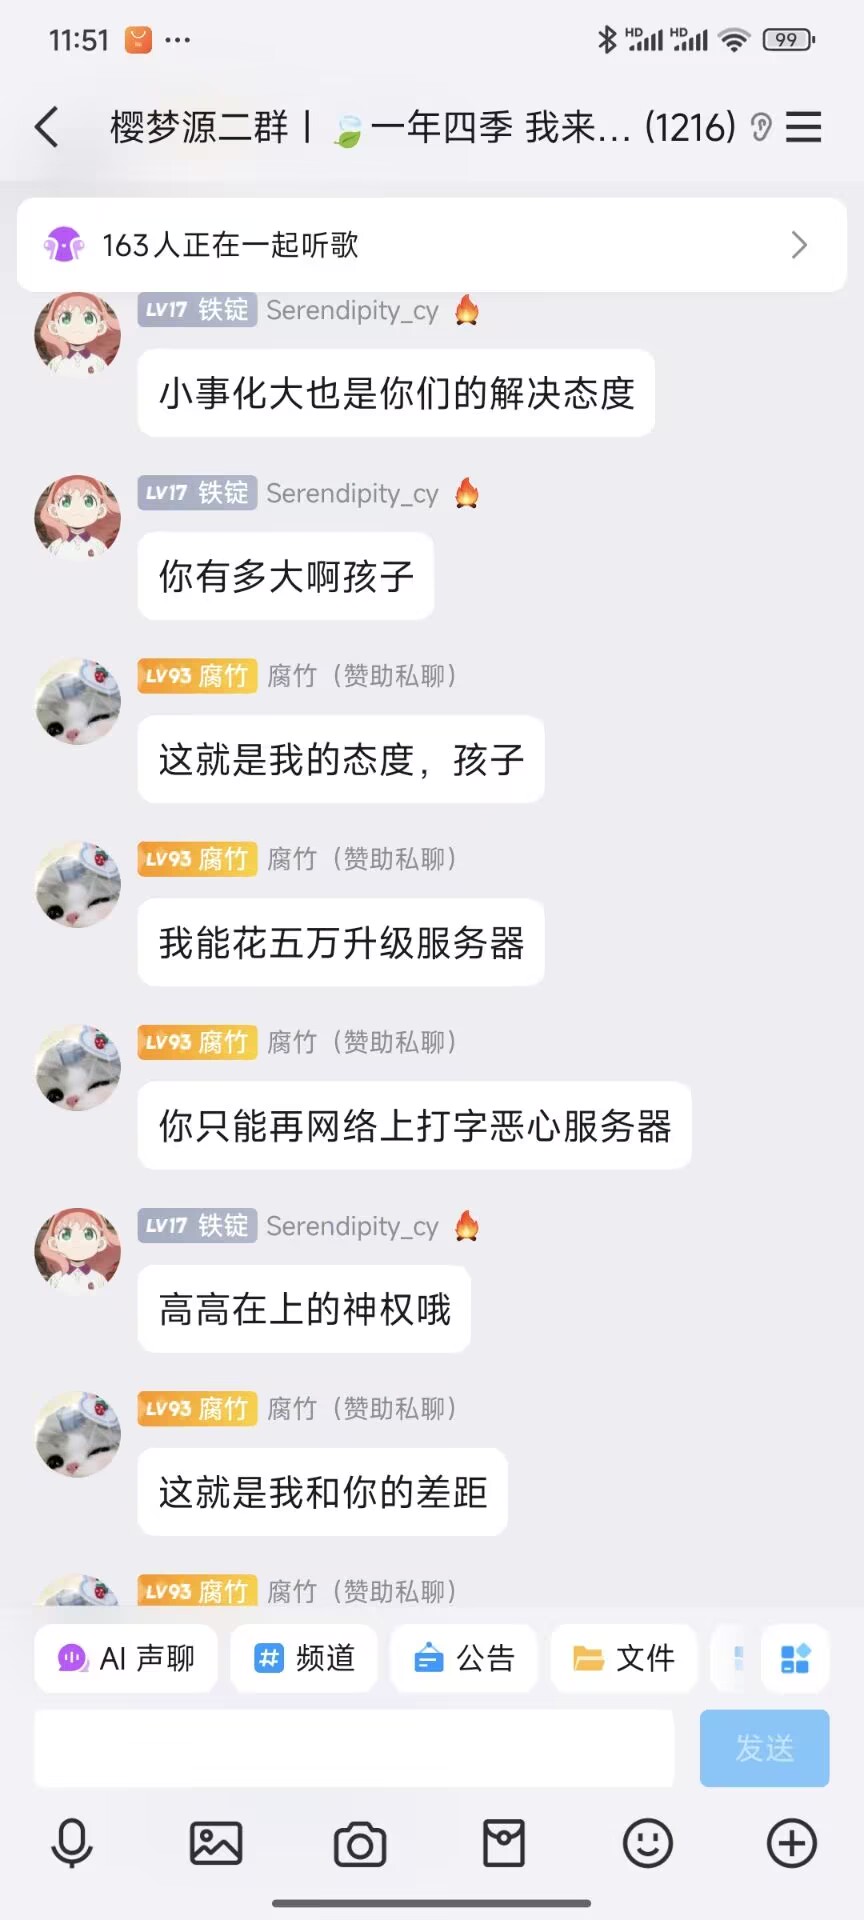 11:51
HD HD 99
樱梦源二群丨🍃一年四季 我来... (1216)
163人正在一起听歌
LV17 铁锭 Serendipity_cy 🔥
小事化大也是你们的解决态度
LV17 铁锭 Serendipity_cy 🔥
你有多大啊孩子
LV93 腐竹 腐竹（赞助私聊）
这就是我的态度，孩子
LV93 腐竹 腐竹（赞助私聊）
我能花五万升级服务器
LV93 腐竹 腐竹（赞助私聊）
你只能再网络上打字恶心服务器
LV17 铁锭 Serendipity_cy 🔥
高高在上的神权哦
LV93 腐竹 腐竹（赞助私聊）
这就是我和你的差距
LV93 腐竹 腐竹（赞助私聊）
AI 声聊 频道 公告 文件
发送